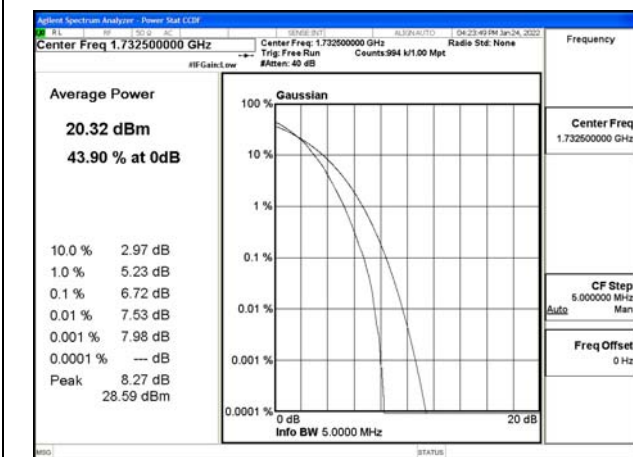 Agilent Spectrum Analyzer - Power Stat CCDF
RL RF 50 Ω AC SENSE:INT ALIGN AUTO 04:23:49 PM Jan 24, 2022
Center Freq 1.732500000 GHz
Center Freq: 1.732500000 GHz Radio Std: None
Trig: Free Run Counts:994 k/1.00 Mpt
#IFGain:Low #Atten: 40 dB
Frequency
Average Power
20.32 dBm
43.90 % at 0dB
10.0 % 2.97 dB
1.0 % 5.23 dB
0.1 % 6.72 dB
0.01 % 7.53 dB
0.001 % 7.98 dB
0.0001 % --- dB
Peak 8.27 dB
28.59 dBm
Gaussian
100 %
10 %
1 %
0.1 %
0.01 %
0.001 %
0.0001 %
0 dB 20 dB
Info BW 5.0000 MHz
Center Freq
1.732500000 GHz
CF Step
5.000000 MHz
Auto Man
Freq Offset
0 Hz
MSG STATUS